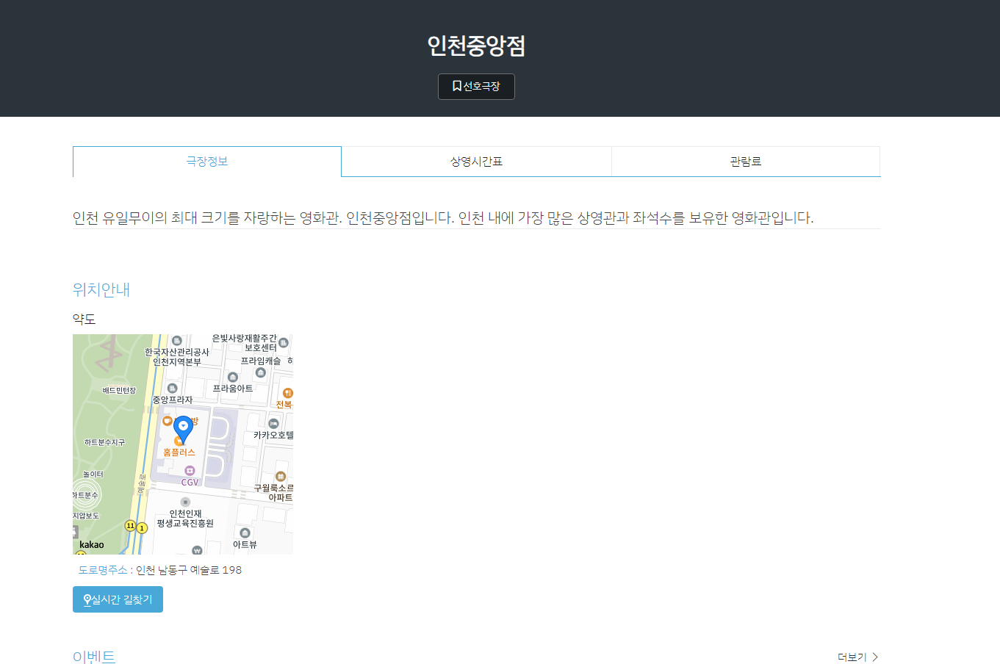 인천중앙점
선호극장
극장정보
상영시간표
관람료
인천 유일무이의 최대 크기를 자랑하는 영화관. 인천중앙점입니다. 인천 내에 가장 많은 상영관과 좌석수를 보유한 영화관입니다.
위치안내
약도
은빛사랑재활주간
보호센터
한국자산관리공사
인천지역본부
프라임캐슬
배드민턴장
프라움아트
중앙프라자
전복
방
카카오호텔
하트분수지구
홈플러스
놀이터
CGV
구월룩소르
아파트
하트분수
인천인재
평생교육진흥원
지압보도
11
1
아트뷰
kakao
도로명주소 : 인천 남동구 예술로 198
실시간 길찾기
이벤트
더보기